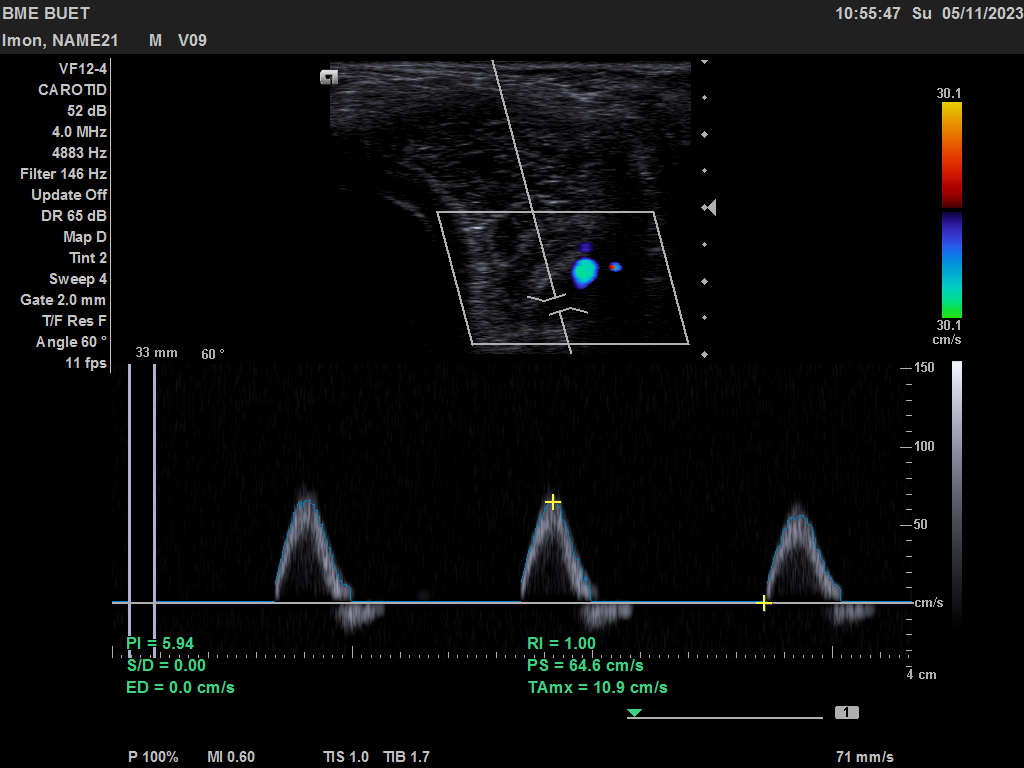 BME BUET
10:55:47 Su 05/11/2023
Imon, NAME21 M V09
VF12-4
CAROTID
52 dB
4.0 MHz
4883 Hz
Filter 146 Hz
Update Off
DR 65 dB
Map D
Tint 2
Sweep 4
Gate 2.0 mm
T/F Res F
Angle 60 °
11 fps
30.1
30.1
cm/s
33 mm 60 °
150
100
50
cm/s
4 cm
PI = 5.94
S/D = 0.00
ED = 0.0 cm/s
RI = 1.00
PS = 64.6 cm/s
TAmx = 10.9 cm/s
1
P 100% MI 0.60 TIS 1.0 TIB 1.7 71 mm/s